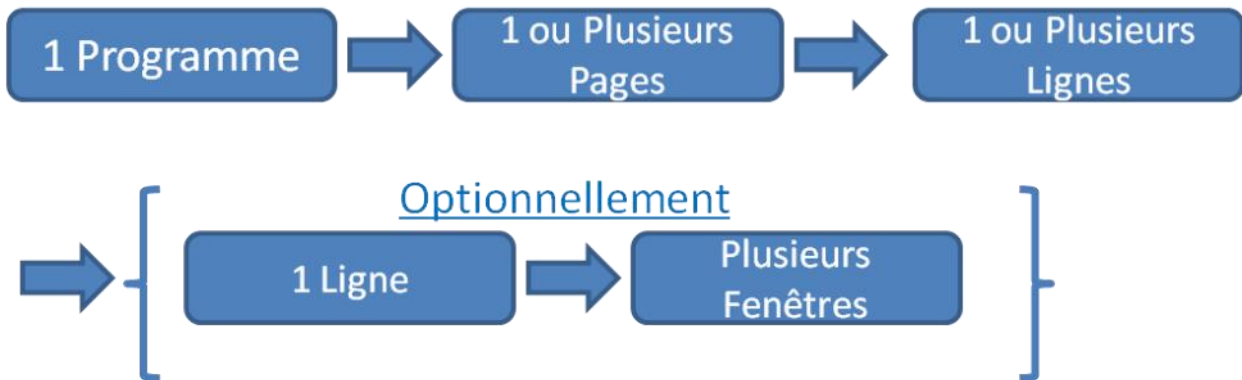 1 Programme
1 ou Plusieurs
Pages
1 ou Plusieurs
Lignes
Optionnellement
1 Ligne
Plusieurs
Fenêtres